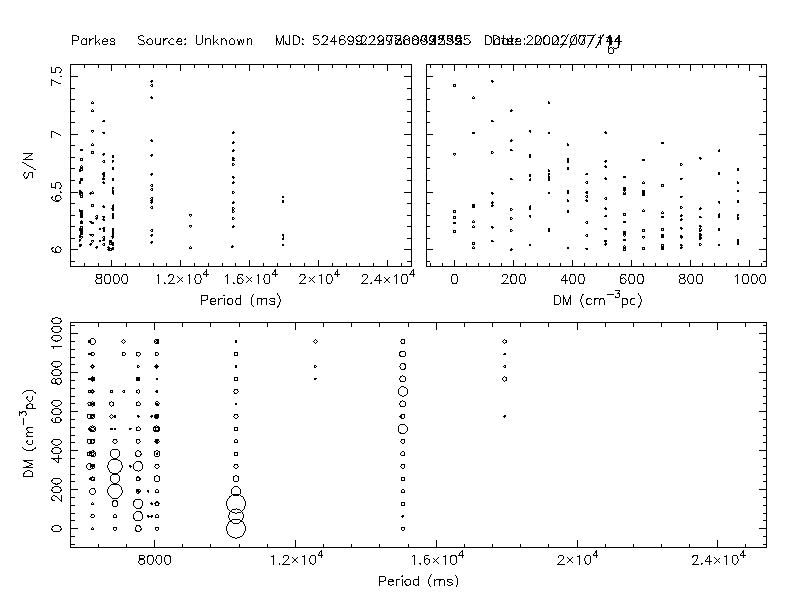 Parkes Source: Unknown MJD:
7.5
7
6.5
6
S/N
8000 1.2×10⁴ 1.6×10⁴ 2×10⁴ 2.4×10⁴
Period (ms)
0 200 400 600 800 1000
DM (cm⁻³pc)
1000
800
600
400
200
0
DM (cm⁻³pc)
8000 1.2×10⁴ 1.6×10⁴ 2×10⁴ 2.4×10⁴
Period (ms)